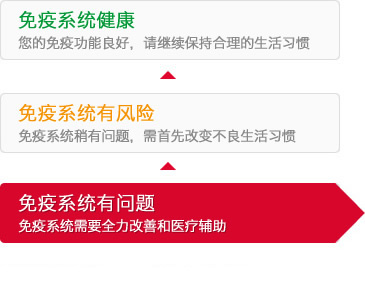 免疫系统健康
您的免疫功能良好，请继续保持合理的生活习惯
免疫系统有风险
免疫系统稍有问题，需首先改变不良生活习惯
免疫系统有问题
免疫系统需要全力改善和医疗辅助